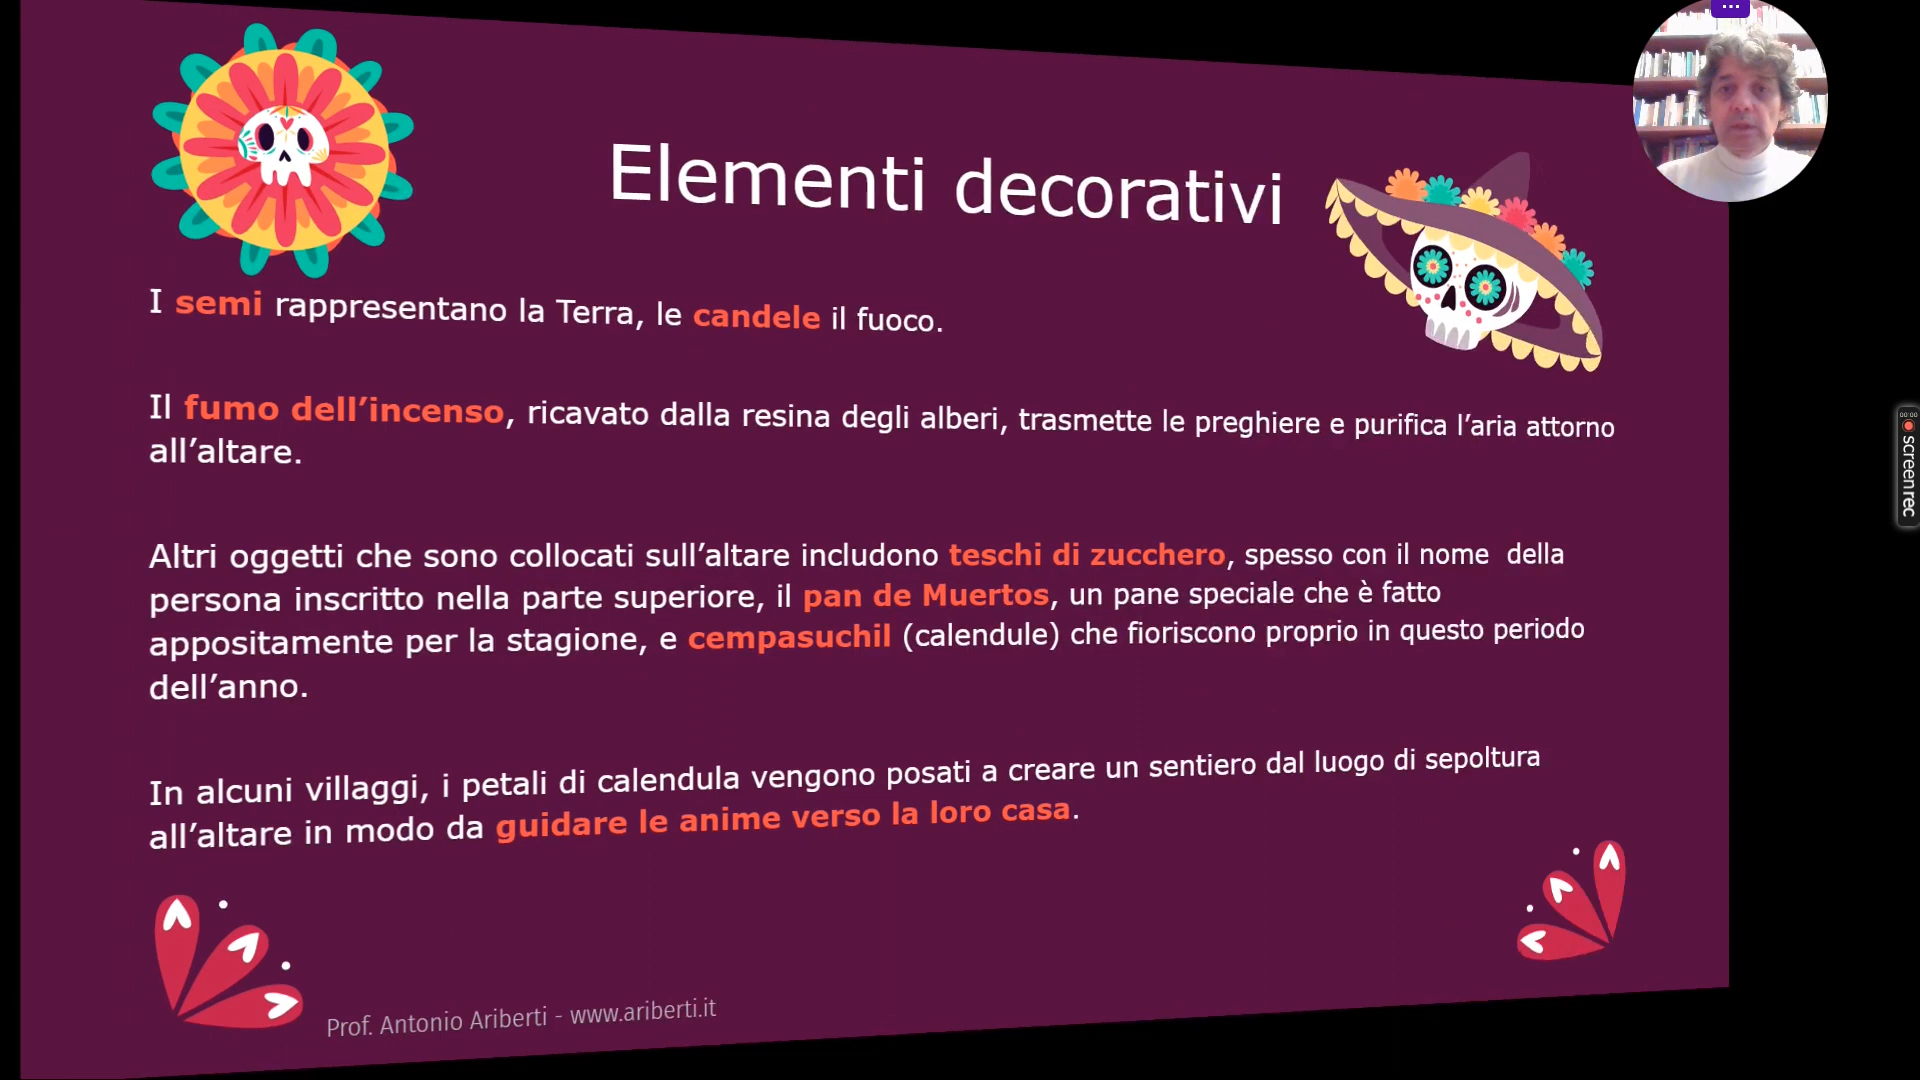 Elementi decorativi
I semi rappresentano la Terra, le candele il fuoco.
Il fumo dell’incenso, ricavato dalla resina degli alberi, trasmette le preghiere e purifica l’aria attorno
all’altare.
Altri oggetti che sono collocati sull’altare includono teschi di zucchero, spesso con il nome della
persona inscritto nella parte superiore, il pan de Muertos, un pane speciale che è fatto
appositamente per la stagione, e cempasuchil (calendule) che fioriscono proprio in questo periodo
dell’anno.
In alcuni villaggi, i petali di calendula vengono posati a creare un sentiero dal luogo di sepoltura
all’altare in modo da guidare le anime verso la loro casa.
Prof. Antonio Ariberti - www.ariberti.it
00:00
screenrec